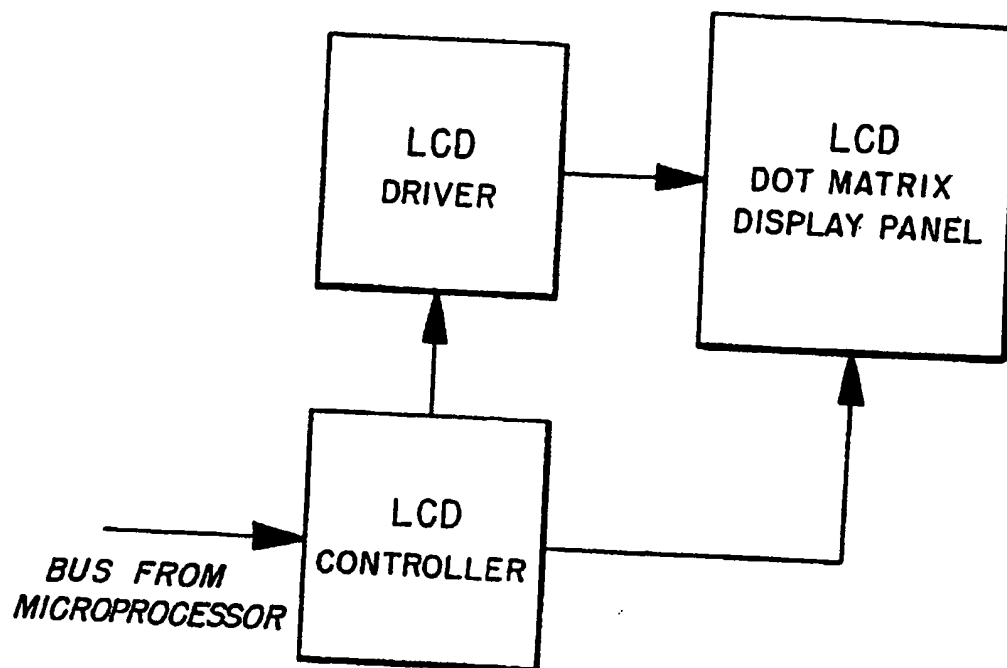 LCD
DRIVER
LCD
DOT MATRIX
DISPLAY PANEL
LCD
CONTROLLER
BUS FROM
MICROPROCESSOR